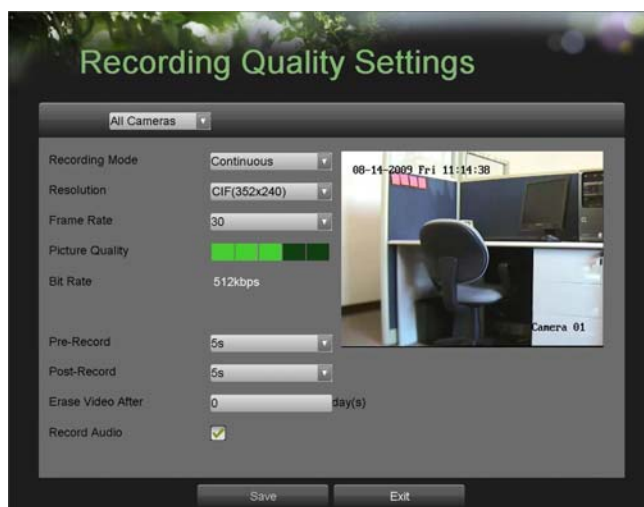 Recording Quality Settings
All Cameras
Recording Mode Continuous
Resolution CIF(352x240)
Frame Rate 30
Picture Quality
Bit Rate 512kbps
08-14-2009 Fri 11:14:38
Camera 01
Pre-Record 5s
Post-Record 5s
Erase Video After 0 day(s)
Record Audio
Save Exit